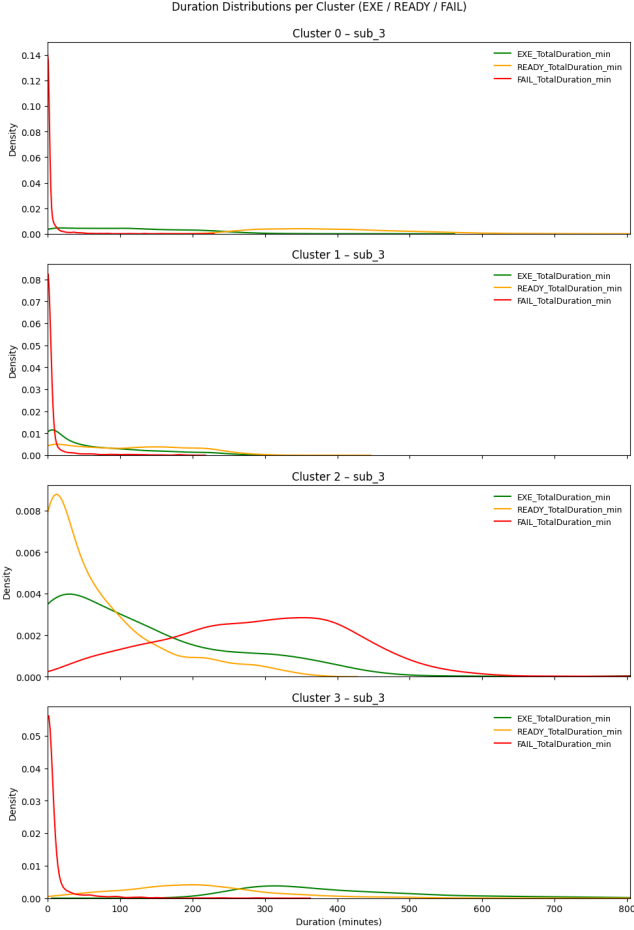 Duration Distributions per Cluster (EXE / READY / FAIL)
Cluster 0 – sub_3
0.14
0.12
0.10
0.08
0.06
0.04
0.02
0.00
Density
EXE_TotalDuration_min
READY_TotalDuration_min
FAIL_TotalDuration_min
Cluster 1 – sub_3
0.08
0.07
0.06
0.05
0.04
0.03
0.02
0.01
0.00
Density
EXE_TotalDuration_min
READY_TotalDuration_min
FAIL_TotalDuration_min
Cluster 2 – sub_3
0.008
0.006
0.004
0.002
0.000
Density
EXE_TotalDuration_min
READY_TotalDuration_min
FAIL_TotalDuration_min
Cluster 3 – sub_3
0.05
0.04
0.03
0.02
0.01
0.00
Density
EXE_TotalDuration_min
READY_TotalDuration_min
FAIL_TotalDuration_min
0 100 200 300 400 500 600 700 800
Duration (minutes)